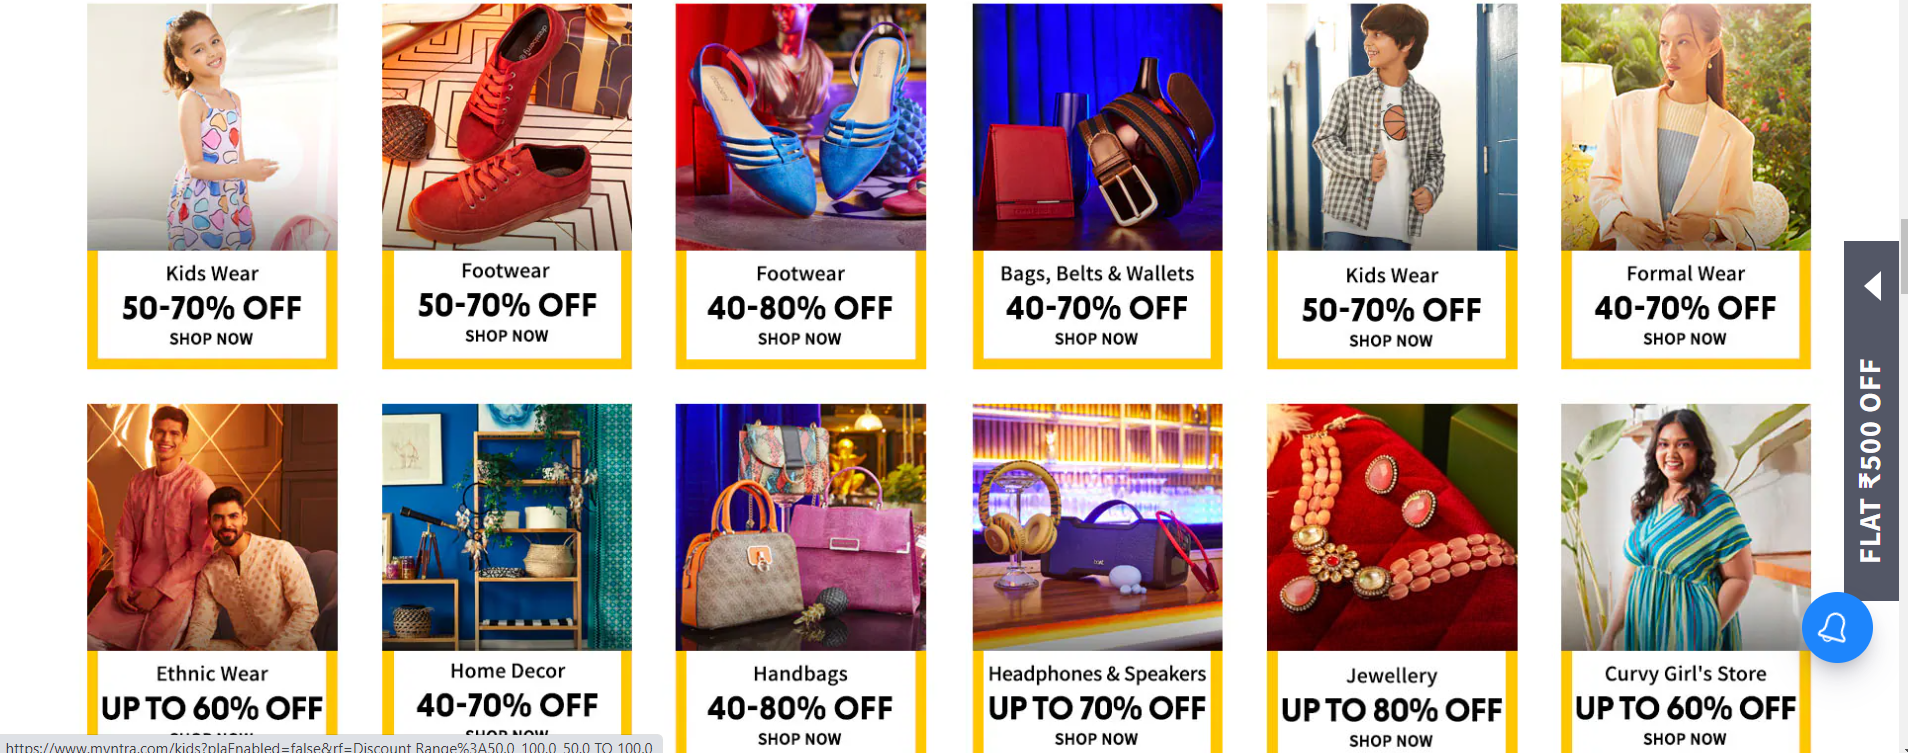 Kids Wear
50-70% OFF
SHOP NOW
Footwear
50-70% OFF
SHOP NOW
Footwear
40-80% OFF
SHOP NOW
Bags, Belts & Wallets
40-70% OFF
SHOP NOW
Kids Wear
50-70% OFF
SHOP NOW
Formal Wear
40-70% OFF
SHOP NOW
FLAT ₹500 OFF
Ethnic Wear
UP TO 60% OFF
SHOP NOW
Home Decor
40-70% OFF
SHOP NOW
Handbags
40-80% OFF
SHOP NOW
Headphones & Speakers
UP TO 70% OFF
SHOP NOW
Jewellery
UP TO 80% OFF
SHOP NOW
Curvy Girl's Store
UP TO 60% OFF
SHOP NOW
https://www.myntra.com/kids?plaEnabled=false&rf=Discount Range%3A50.0_100.0_50.0 TO 100.0